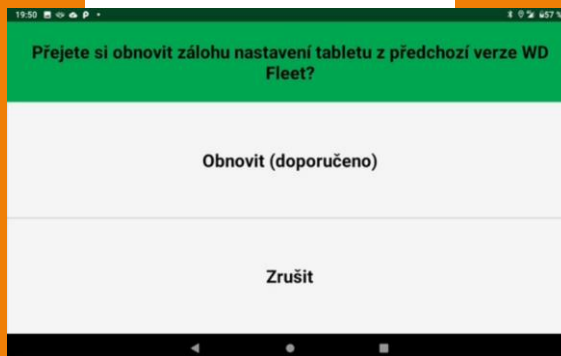 19:50 P
57 %
Přejete si obnovit zálohu nastavení tabletu z předchozí verze WD
Fleet?
Obnovit (doporučeno)
Zrušit